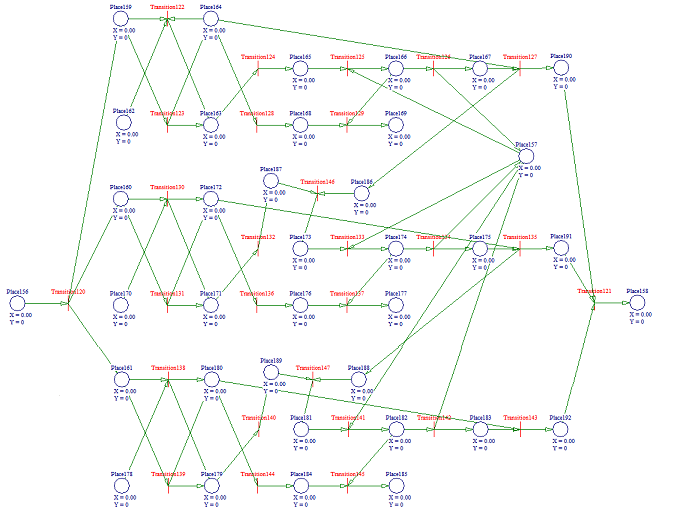 Place159
X = 0.00
Y = 0
Transition122
Place164
X = 0.00
Y = 0
Transition124
Place165
X = 0.00
Y = 0
Transition125
Place166
X = 0.00
Y = 0
Transition126
Place167
X = 0.00
Y = 0
Transition127
Place190
X = 0.00
Y = 0
Place162
X = 0.00
Y = 0
Transition123
Place163
X = 0.00
Y = 0
Transition128
Place168
X = 0.00
Y = 0
Transition129
Place169
X = 0.00
Y = 0
Place157
X = 0.00
Y = 0
Place187
X = 0.00
Y = 0
Transition146
Place186
X = 0.00
Y = 0
Place160
X = 0.00
Y = 0
Transition130
Place172
X = 0.00
Y = 0
Transition132
Place173
X = 0.00
Y = 0
Transition133
Place174
X = 0.00
Y = 0
Transition134
Place175
X = 0.00
Y = 0
Transition135
Place191
X = 0.00
Y = 0
Place156
X = 0.00
Y = 0
Transition120
Place170
X = 0.00
Y = 0
Transition131
Place171
X = 0.00
Y = 0
Transition136
Place176
X = 0.00
Y = 0
Transition137
Place177
X = 0.00
Y = 0
Transition121
Place158
X = 0.00
Y = 0
Place161
X = 0.00
Y = 0
Transition138
Place180
X = 0.00
Y = 0
Place189
X = 0.00
Y = 0
Transition147
Place188
X = 0.00
Y = 0
Transition140
Place181
X = 0.00
Y = 0
Transition141
Place182
X = 0.00
Y = 0
Transition142
Place183
X = 0.00
Y = 0
Transition143
Place192
X = 0.00
Y = 0
Place178
X = 0.00
Y = 0
Transition139
Place179
X = 0.00
Y = 0
Transition144
Place184
X = 0.00
Y = 0
Transition145
Place185
X = 0.00
Y = 0